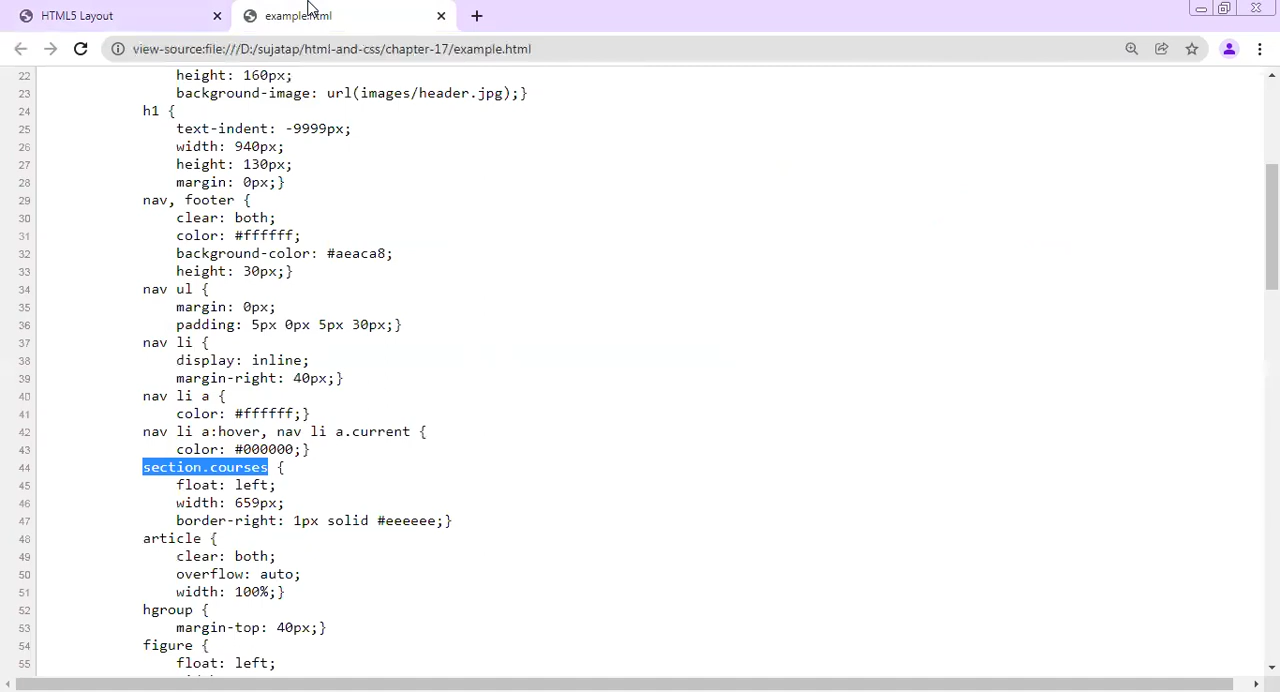 HTML5 Layout
example.html
view-source:file:///D:/sujatap/html-and-css/chapter-17/example.html
22 height: 160px;
23 background-image: url(images/header.jpg);}
24 h1 {
25 text-indent: -9999px;
26 width: 940px;
27 height: 130px;
28 margin: 0px;}
29 nav, footer {
30 clear: both;
31 color: #ffffff;
32 background-color: #aeaca8;
33 height: 30px;}
34 nav ul {
35 margin: 0px;
36 padding: 5px 0px 5px 30px;}
37 nav li {
38 display: inline;
39 margin-right: 40px;}
40 nav li a {
41 color: #ffffff;}
42 nav li a:hover, nav li a.current {
43 color: #000000;}
44 section.courses {
45 float: left;
46 width: 659px;
47 border-right: 1px solid #eeeeee;}
48 article {
49 clear: both;
50 overflow: auto;
51 width: 100%;}
52 hgroup {
53 margin-top: 40px;}
54 figure {
55 float: left;